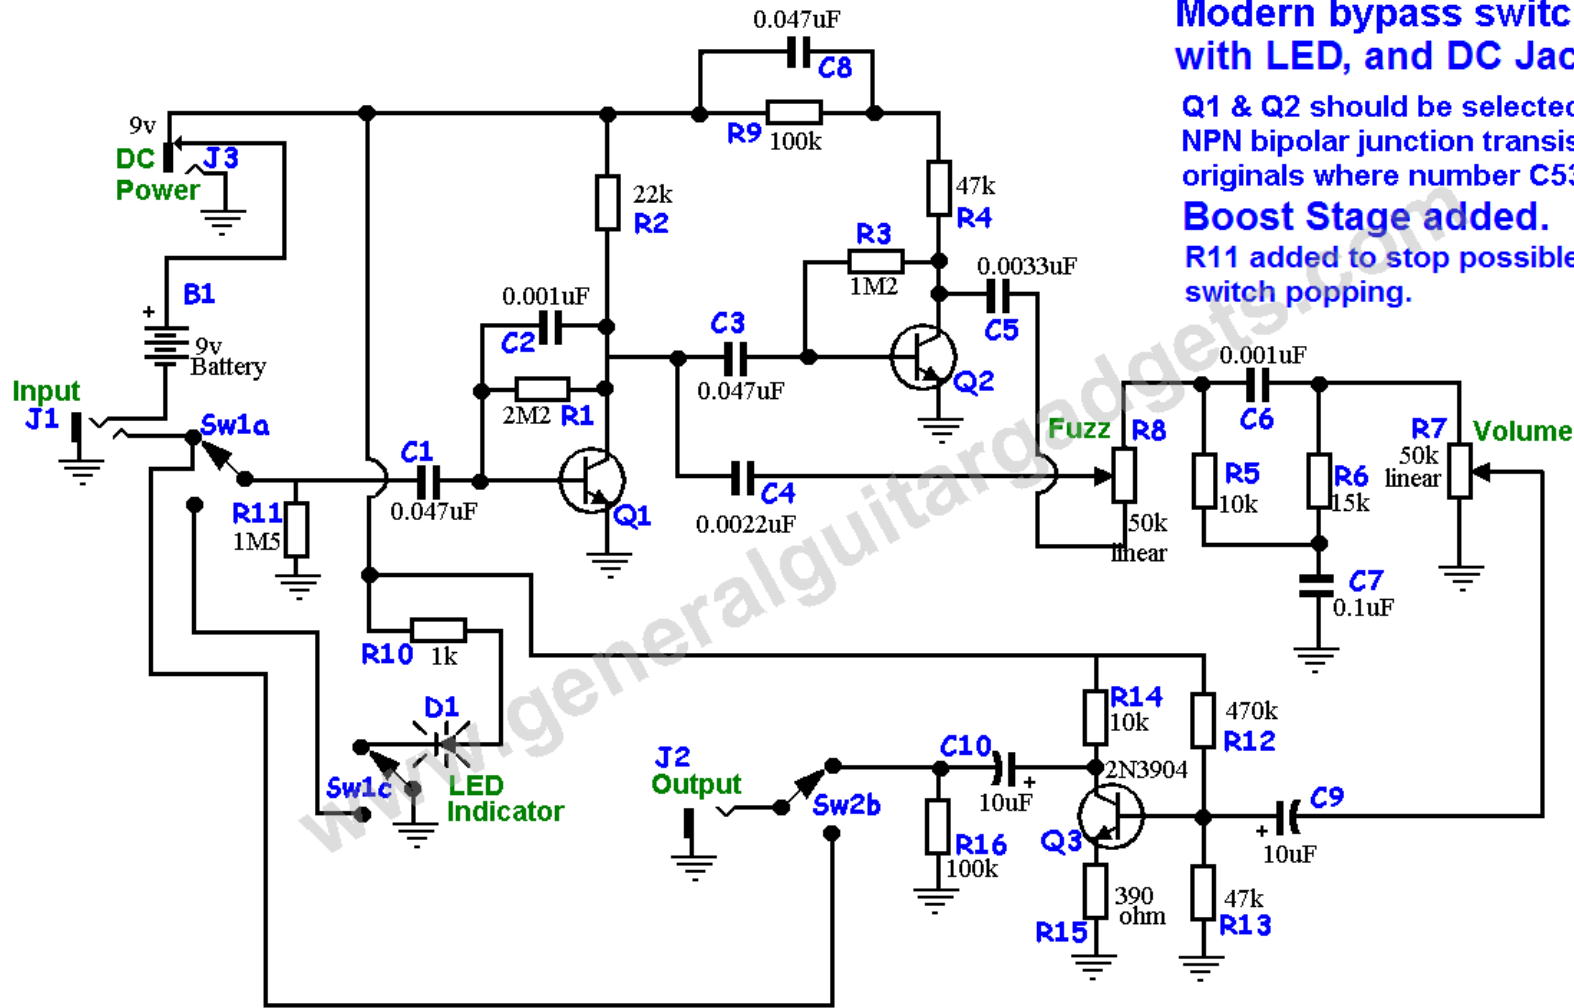 Modern bypass switc
with LED, and DC Jac
Q1 & Q2 should be selected
NPN bipolar junction transis
originals where number C53
Boost Stage added.
R11 added to stop possible
switch popping.
0.047uF
C8
R9
100k
9v
DC
Power
J3
22k
R2
47k
R4
R3
1M2
0.0033uF
C5
B1
+
9v
Battery
0.001uF
C2
C3
0.047uF
Q2
2M2
R1
Input
J1
Sw1a
C1
0.047uF
Q1
R11
1M5
C4
0.0022uF
Fuzz
R8
50k
linear
0.001uF
C6
R5
10k
R6
15k
R7
50k
linear
Volume
C7
0.1uF
R10
1k
D1
LED
Indicator
Sw1c
J2
Output
Sw2b
C10
10uF
+
R16
100k
R14
10k
2N3904
Q3
390
ohm
R15
470k
R12
C9
+
10uF
47k
R13
www.generalguitargadgets.com